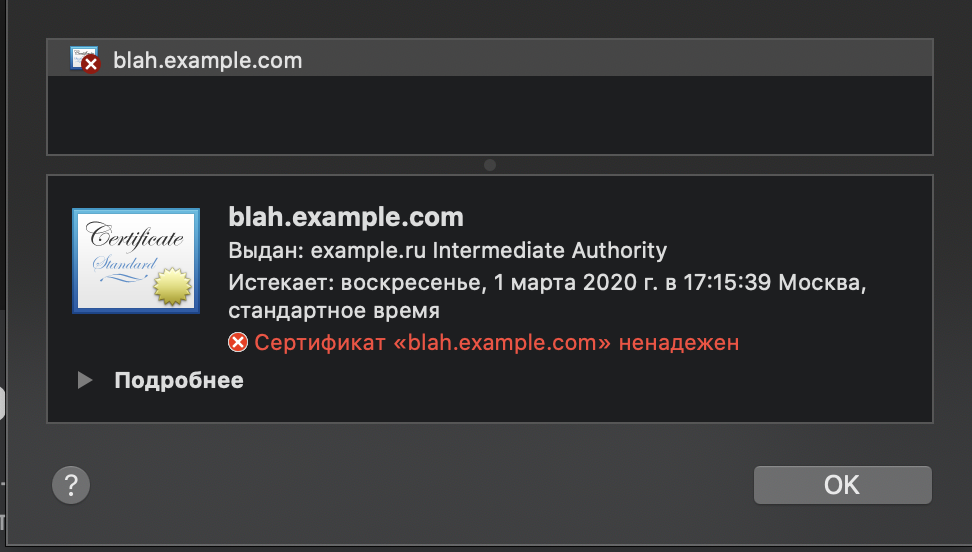 blah.example.com
Certificate
Standard
blah.example.com
Выдан: example.ru Intermediate Authority
Истекает: воскресенье, 1 марта 2020 г. в 17:15:39 Москва,
стандартное время
Сертификат «blah.example.com» ненадежен
Подробнее
?
OK